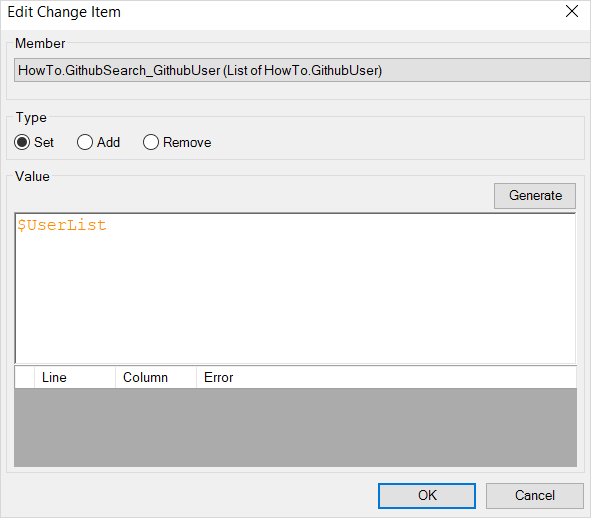 Edit Change Item
Member
HowTo.GithubSearch_GithubUser (List of HowTo.GithubUser)
Type
Set Add Remove
Value
Generate
$UserList
Line Column Error
OK Cancel